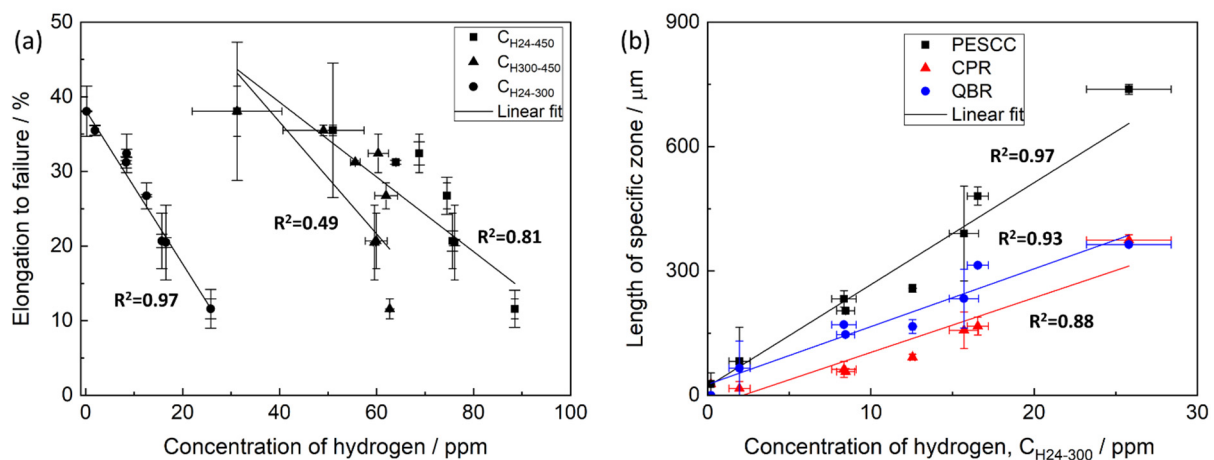 (a)
50
40
30
20
10
0
Elongation to failure / %
C_H24-450
C_H300-450
C_H24-300
Linear fit
R²=0.49
R²=0.81
R²=0.97
0 20 40 60 80 100
Concentration of hydrogen / ppm
(b)
900
600
300
0
Length of specific zone / μm
PESCC
CPR
QBR
Linear fit
R²=0.97
R²=0.93
R²=0.88
0 10 20 30
Concentration of hydrogen, C_H24-300 / ppm